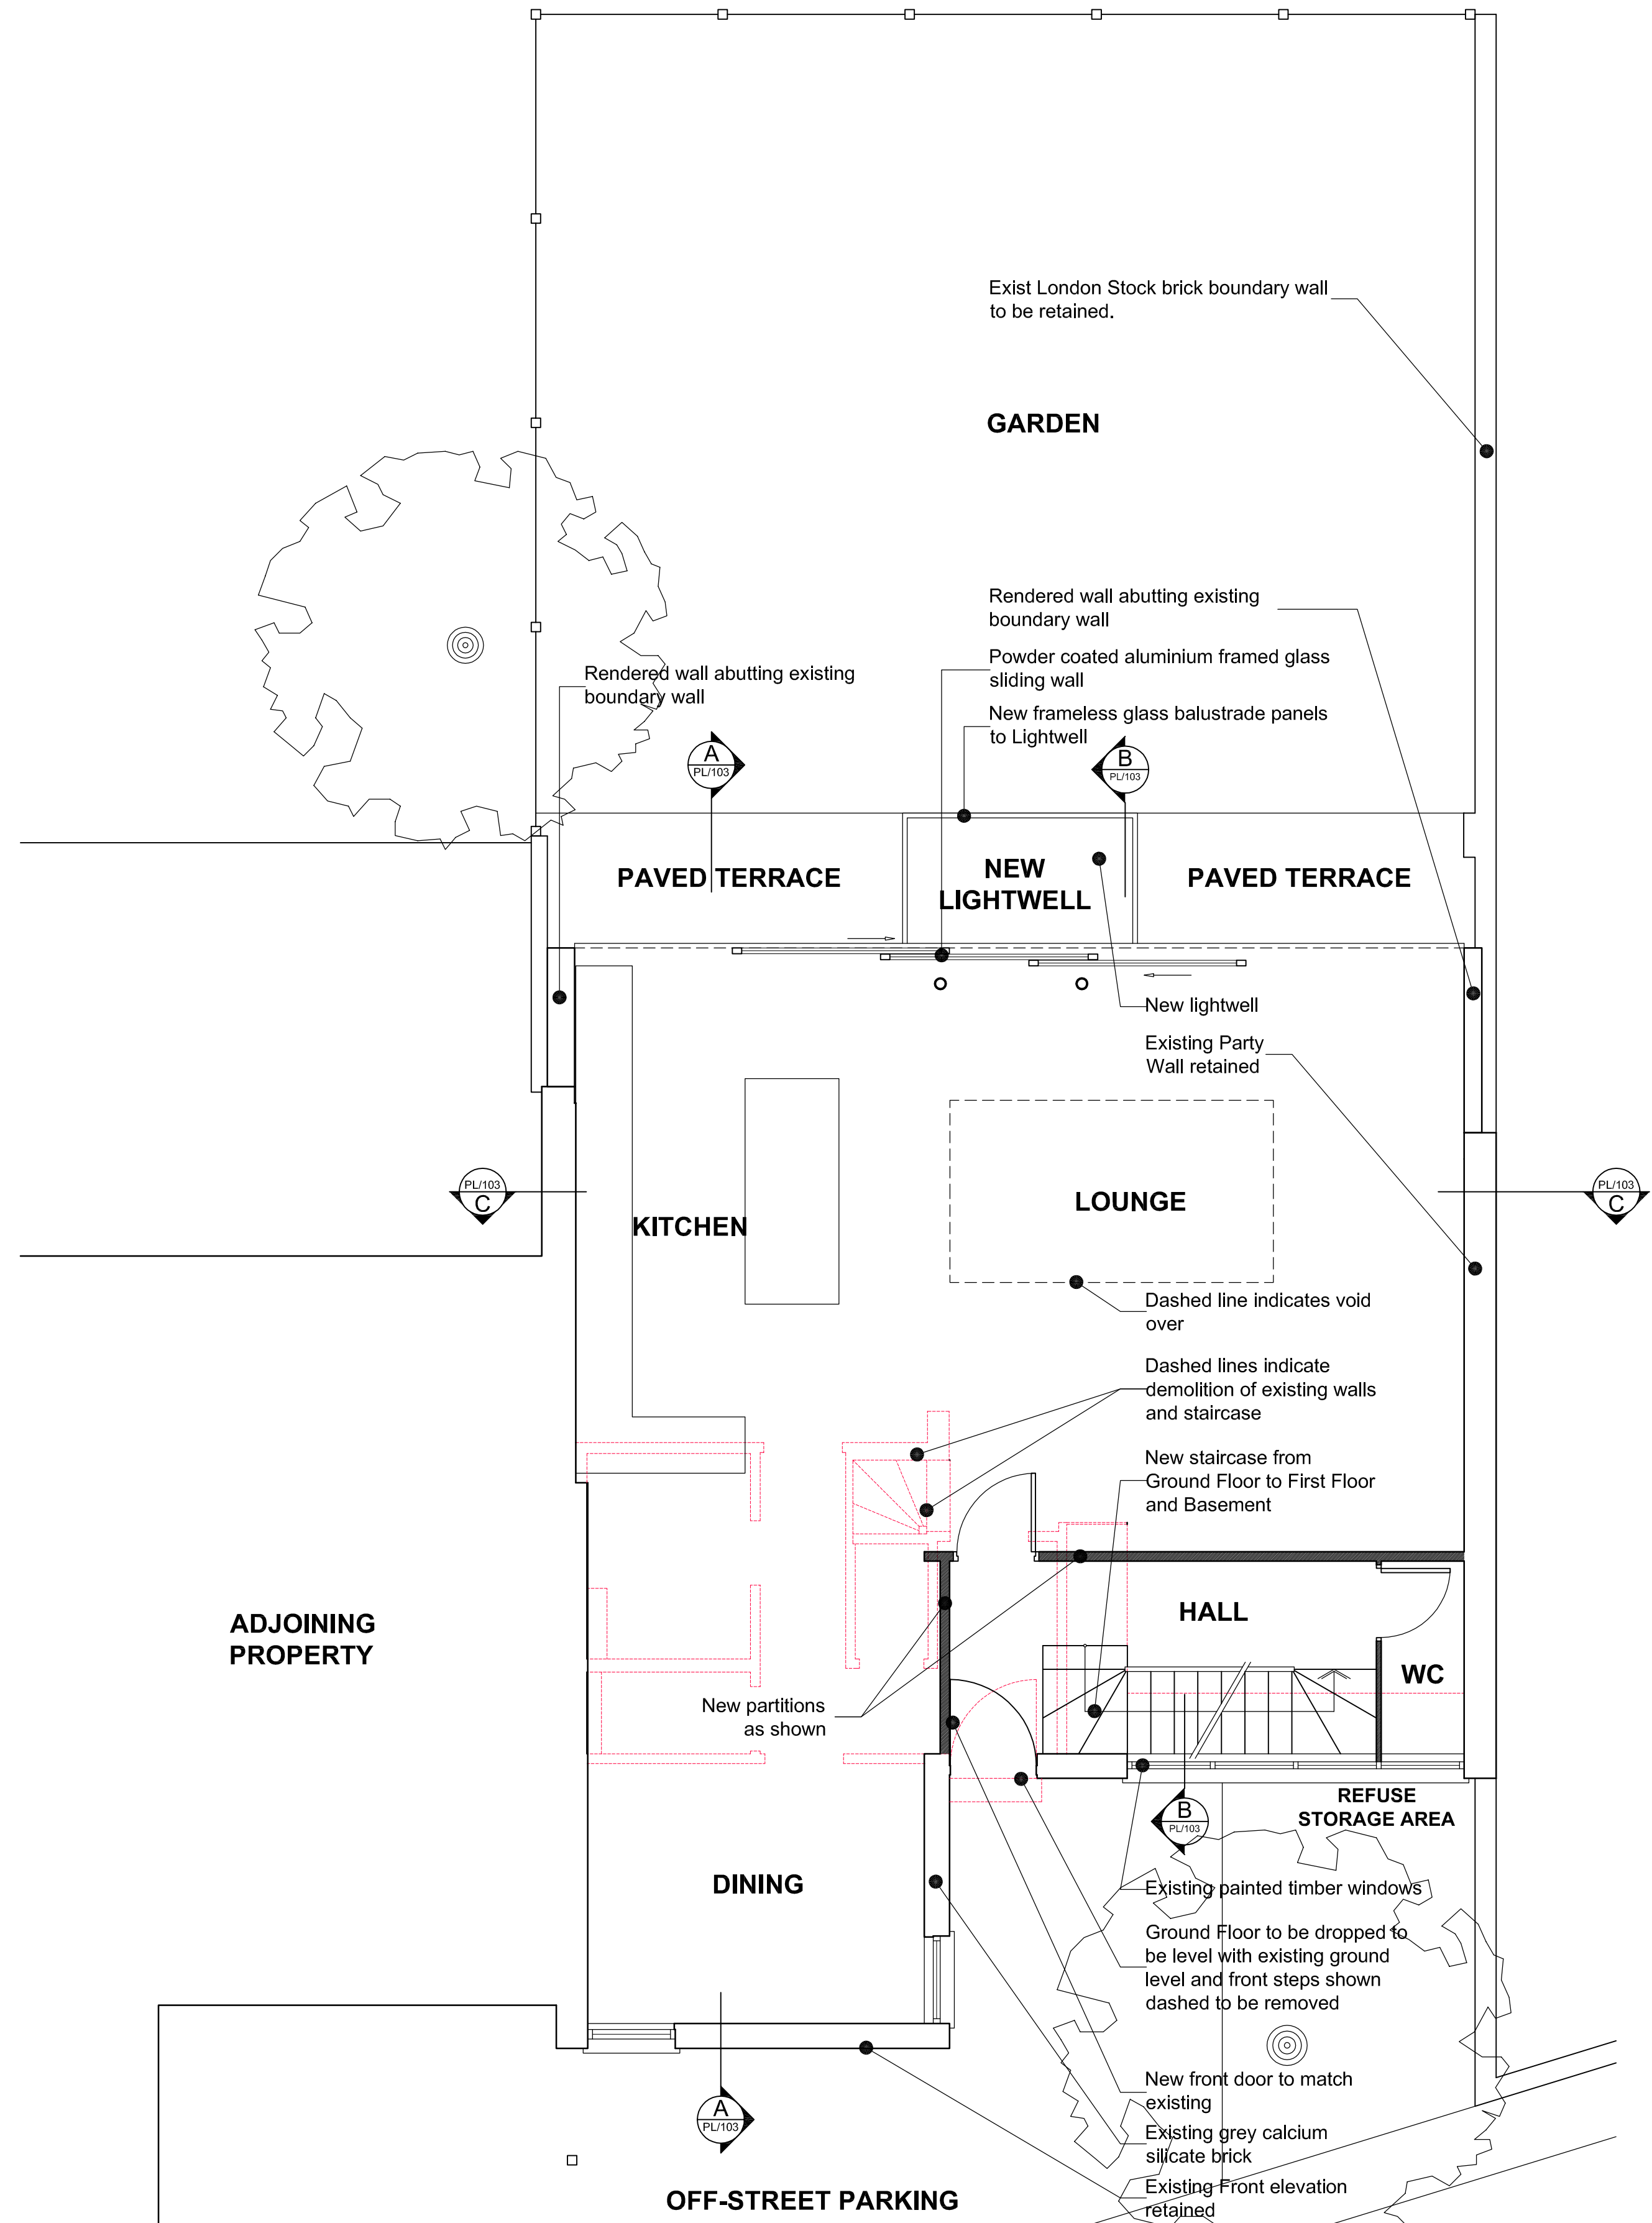 Exist London Stock brick boundary wall
to be retained.
GARDEN
Rendered wall abutting existing
boundary wall
Powder coated aluminium framed glass
sliding wall
Rendered wall abutting existing
boundary wall
New frameless glass balustrade panels
to Lightwell
A
PL/103
B
PL/103
PAVED TERRACE
NEW
LIGHTWELL
PAVED TERRACE
New lightwell
Existing Party
Wall retained
PL/103
C
PL/103
C
KITCHEN
LOUNGE
Dashed line indicates void
over
Dashed lines indicate
demolition of existing walls
and staircase
New staircase from
Ground Floor to First Floor
and Basement
ADJOINING
PROPERTY
HALL
WC
New partitions
as shown
REFUSE
STORAGE AREA
B
PL/103
DINING
Existing painted timber windows
Ground Floor to be dropped to
be level with existing ground
level and front steps shown
dashed to be removed
New front door to match
existing
A
PL/103
Existing grey calcium
silicate brick
Existing Front elevation
retained
OFF-STREET PARKING